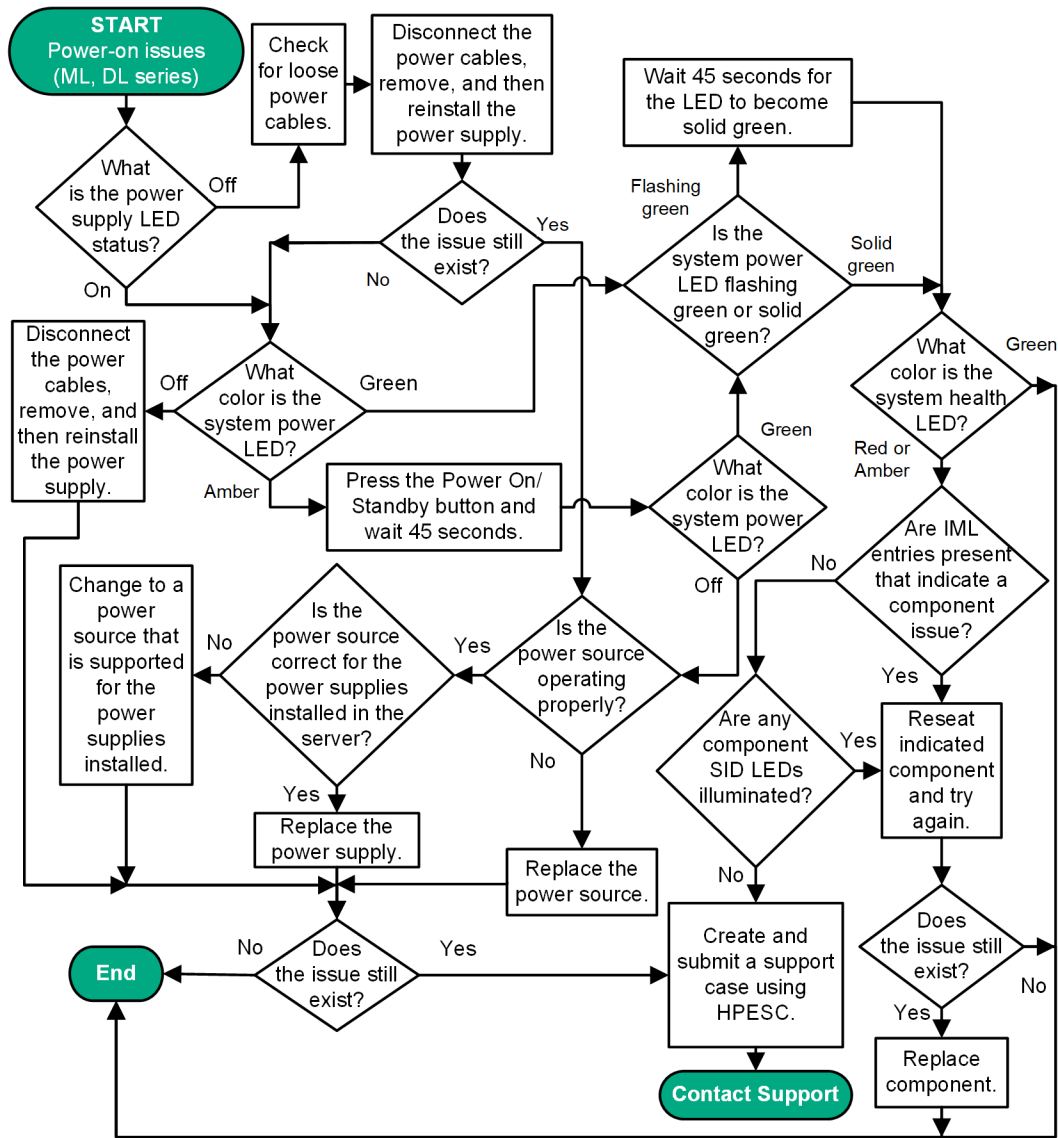 START
Power-on issues
(ML, DL series)
Check
for loose
power
cables.
Disconnect the
power cables,
remove, and then
reinstall the
power supply.
Wait 45 seconds for
the LED to become
solid green.
What
is the power
supply LED
status?
Off
On
Does
the issue still
exist?
Yes
No
Flashing
green
Is the
system power
LED flashing
green or solid
green?
Solid
green
Disconnect
the power
cables,
remove, and
then reinstall
the power
supply.
Off
What
color is the
system power
LED?
Green
Amber
Press the Power On/
Standby button and
wait 45 seconds.
What
color is the
system power
LED?
Green
Off
What
color is the
system health
LED?
Green
Red or
Amber
Are IML
entries present
that indicate a
component
issue?
No
Yes
Change to a
power
source that
is supported
for the
power
supplies
installed.
No
Is the
power source
correct for the
power supplies
installed in the
server?
Yes
Yes
Is the
power source
operating
properly?
No
Are any
component
SID LEDs
illuminated?
Yes
No
Reseat
indicated
component
and try
again.
Replace the
power supply.
Replace the
power source.
End
No
Does
the issue still
exist?
Yes
Create and
submit a support
case using
HPESC.
Does
the issue still
exist?
No
Yes
Replace
component.
Contact Support